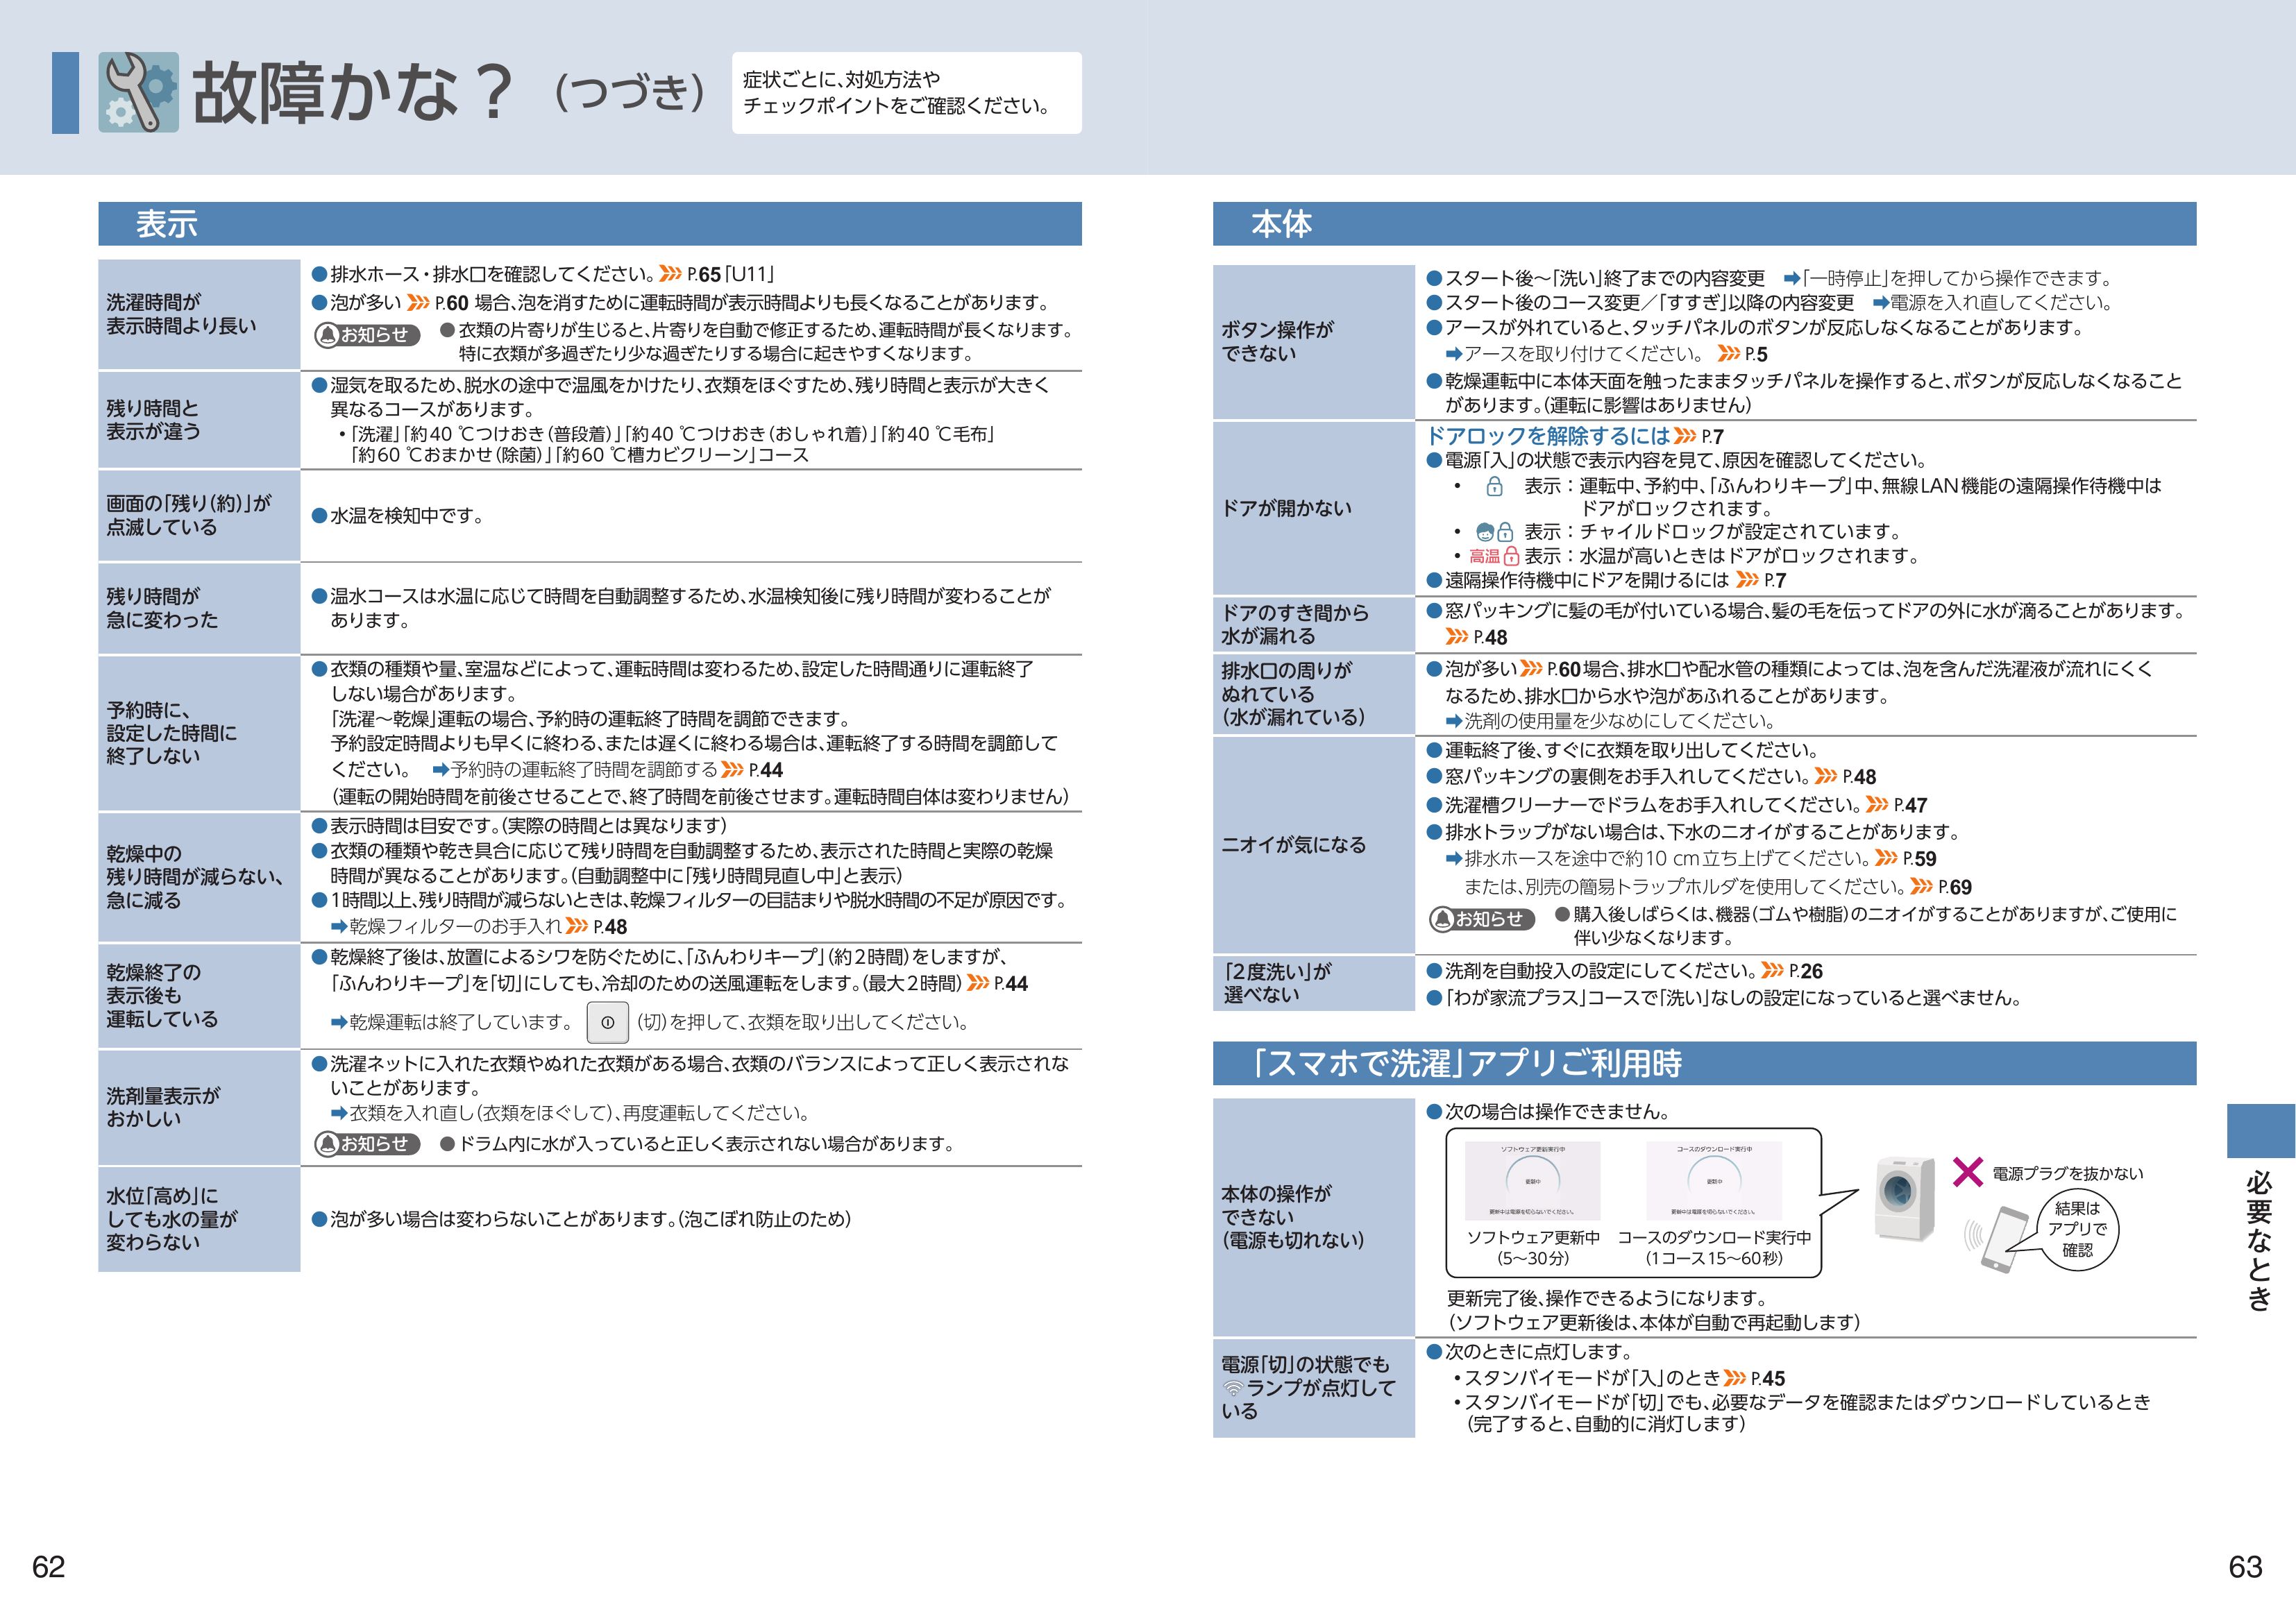 故障かな？（つづき）
症状ごとに、対処方法や
チェックポイントをご確認ください。
表示
洗濯時間が
表示時間より長い
●排水ホース・排水口を確認してください。 P.65「U11」
●泡が多い P.60 場合、泡を消すために運転時間が表示時間よりも長くなることがあります。
お知らせ ●衣類の片寄りが生じると、片寄りを自動で修正するため、運転時間が長くなります。
特に衣類が多過ぎたり少な過ぎたりする場合に起きやすくなります。
残り時間と
表示が違う
●湿気を取るため、脱水の途中で温風をかけたり、衣類をほぐすため、残り時間と表示が大きく
異なるコースがあります。
・「洗濯」「約40 ℃つけおき（普段着）」「約40 ℃つけおき（おしゃれ着）」「約40 ℃毛布」
「約60 ℃おまかせ（除菌）」「約60 ℃槽カビクリーン」コース
画面の「残り（約）」が
点滅している
●水温を検知中です。
残り時間が
急に変わった
●温水コースは水温に応じて時間を自動調整するため、水温検知後に残り時間が変わることが
あります。
予約時に、
設定した時間に
終了しない
●衣類の種類や量、室温などによって、運転時間は変わるため、設定した時間通りに運転終了
しない場合があります。
「洗濯～乾燥」運転の場合、予約時の運転終了時間を調節できます。
予約設定時間よりも早くに終わる、または遅くに終わる場合は、運転終了する時間を調節して
ください。 ➡予約時の運転終了時間を調節する P.44
（運転の開始時間を前後させることで、終了時間を前後させます。運転時間自体は変わりません）
乾燥中の
残り時間が減らない、
急に減る
●表示時間は目安です。（実際の時間とは異なります）
●衣類の種類や乾き具合に応じて残り時間を自動調整するため、表示された時間と実際の乾燥
時間が異なることがあります。（自動調整中に「残り時間見直し中」と表示）
●1時間以上、残り時間が減らないときは、乾燥フィルターの目詰まりや脱水時間の不足が原因です。
➡乾燥フィルターのお手入れ P.48
乾燥終了の
表示後も
運転している
●乾燥終了後は、放置によるシワを防ぐために、「ふんわりキープ」（約2時間）をしますが、
「ふんわりキープ」を「切」にしても、冷却のための送風運転をします。（最大2時間） P.44
➡乾燥運転は終了しています。（切）を押して、衣類を取り出してください。
洗剤量表示が
おかしい
●洗濯ネットに入れた衣類やぬれた衣類がある場合、衣類のバランスによって正しく表示されな
いことがあります。
➡衣類を入れ直し（衣類をほぐして）、再度運転してください。
お知らせ ●ドラム内に水が入っていると正しく表示されない場合があります。
水位「高め」に
しても水の量が
変わらない
●泡が多い場合は変わらないことがあります。（泡こぼれ防止のため）
62
本体
ボタン操作が
できない
●スタート後～「洗い」終了までの内容変更 ➡「一時停止」を押してから操作できます。
●スタート後のコース変更／「すすぎ」以降の内容変更 ➡電源を入れ直してください。
●アースが外れていると、タッチパネルのボタンが反応しなくなることがあります。
➡アースを取り付けてください。 P.5
●乾燥運転中に本体天面を触ったままタッチパネルを操作すると、ボタンが反応しなくなること
があります。（運転に影響はありません）
ドアが開かない
ドアロックを解除するには P.7
●電源「入」の状態で表示内容を見て、原因を確認してください。
・ 表示：運転中、予約中、「ふんわりキープ」中、無線LAN機能の遠隔操作待機中は
ドアがロックされます。
・ 表示：チャイルドロックが設定されています。
・ 高温 表示：水温が高いときはドアがロックされます。
●遠隔操作待機中にドアを開けるには P.7
ドアのすき間から
水が漏れる
●窓パッキングに髪の毛が付いている場合、髪の毛を伝ってドアの外に水が滴ることがあります。
P.48
排水口の周りが
ぬれている
（水が漏れている）
●泡が多い P.60場合、排水口や配水管の種類によっては、泡を含んだ洗濯液が流れにくく
なるため、排水口から水や泡があふれることがあります。
➡洗剤の使用量を少なめにしてください。
ニオイが気になる
●運転終了後、すぐに衣類を取り出してください。
●窓パッキングの裏側をお手入れしてください。 P.48
●洗濯槽クリーナーでドラムをお手入れしてください。 P.47
●排水トラップがない場合は、下水のニオイがすることがあります。
➡排水ホースを途中で約10 cm立ち上げてください。 P.59
または、別売の簡易トラップホルダを使用してください。 P.69
お知らせ ●購入後しばらくは、機器（ゴムや樹脂）のニオイがすることがありますが、ご使用に
伴い少なくなります。
「2度洗い」が
選べない
●洗剤を自動投入の設定にしてください。 P.26
●「わが家流プラス」コースで「洗い」なしの設定になっていると選べません。
「スマホで洗濯」アプリご利用時
本体の操作が
できない
（電源も切れない）
●次の場合は操作できません。
ソフトウェア更新実行中
更新中
更新中は電源を切らないでください。
ソフトウェア更新中
（5～30分）
コースのダウンロード実行中
更新中
更新中は電源を切らないでください。
コースのダウンロード実行中
（1コース15～60秒）
電源プラグを抜かない
結果は
アプリで
確認
更新完了後、操作できるようになります。
（ソフトウェア更新後は、本体が自動で再起動します）
電源「切」の状態でも
ランプが点灯して
いる
●次のときに点灯します。
・スタンバイモードが「入」のとき P.45
・スタンバイモードが「切」でも、必要なデータを確認またはダウンロードしているとき
（完了すると、自動的に消灯します）
必要なとき
63